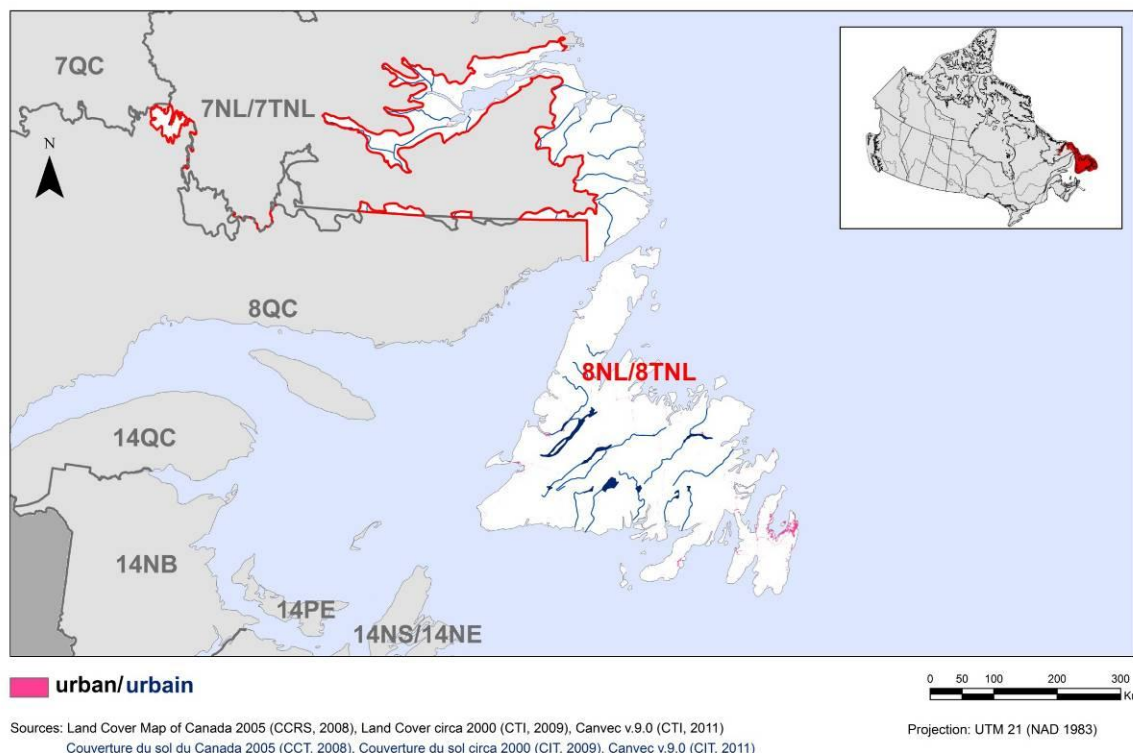 7QC
7NL/7TNL
N
8QC
8NL/8TNL
14QC
14NB
14PE
14NS/14NE
urban/urbain
0 50 100 200 300
Km
Sources: Land Cover Map of Canada 2005 (CCRS, 2008), Land Cover circa 2000 (CTI, 2009), Canvec v.9.0 (CTI, 2011)
Projection: UTM 21 (NAD 1983)
Couverture du sol du Canada 2005 (CCT, 2008), Couverture du sol circa 2000 (CIT, 2009), Canvec v.9.0 (CIT, 2011)